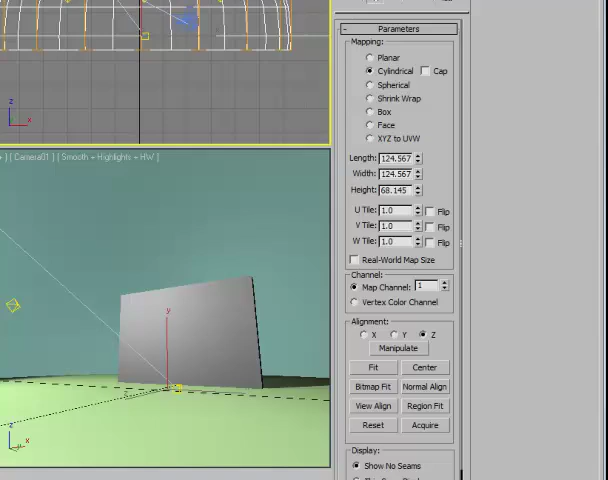 Parameters
Mapping:
Planar
Cylindrical Cap
Spherical
Shrink Wrap
Box
Face
XYZ to UVW
Length: 124.567
Width: 124.567
Height: 68.145
U Tile: 1.0 Flip
V Tile: 1.0 Flip
W Tile: 1.0 Flip
Real-World Map Size
Channel:
Map Channel: 1
Vertex Color Channel
Alignment:
X Y Z
Manipulate
Fit Center
Bitmap Fit Normal Align
View Align Region Fit
Reset Acquire
Display:
Show No Seams
z
x
+ ) [ Camera01 ] [ Smooth + Highlights + HW ]
y
x
z
x